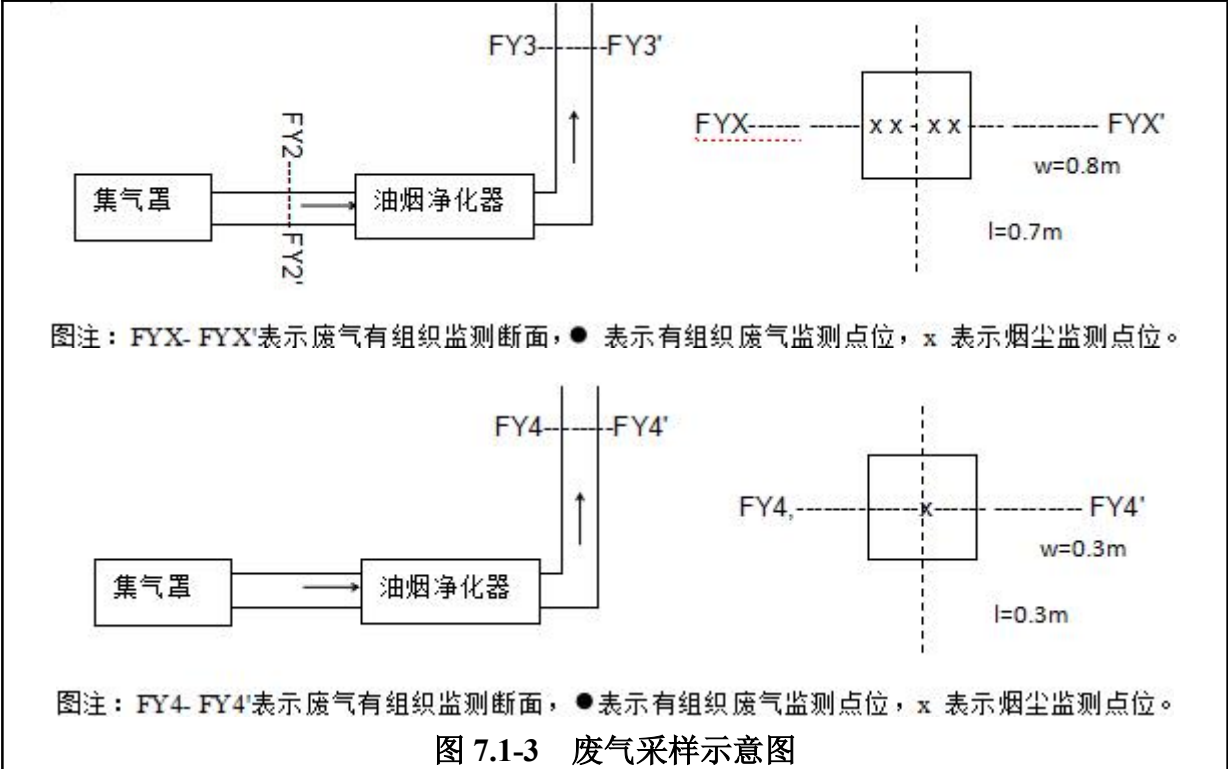 FY3 FY3'
FYX x x x x FYX'
FY2
集气罩 油烟净化器
w=0.8m
FY2'
l=0.7m
图注：FYX- FYX'表示废气有组织监测断面，● 表示有组织废气监测点位，x 表示烟尘监测点位。
FY4 FY4'
FY4, x FY4'
w=0.3m
集气罩 油烟净化器
l=0.3m
图注：FY4- FY4'表示废气有组织监测断面，●表示有组织废气监测点位，x 表示烟尘监测点位。
图 7.1-3 废气采样示意图